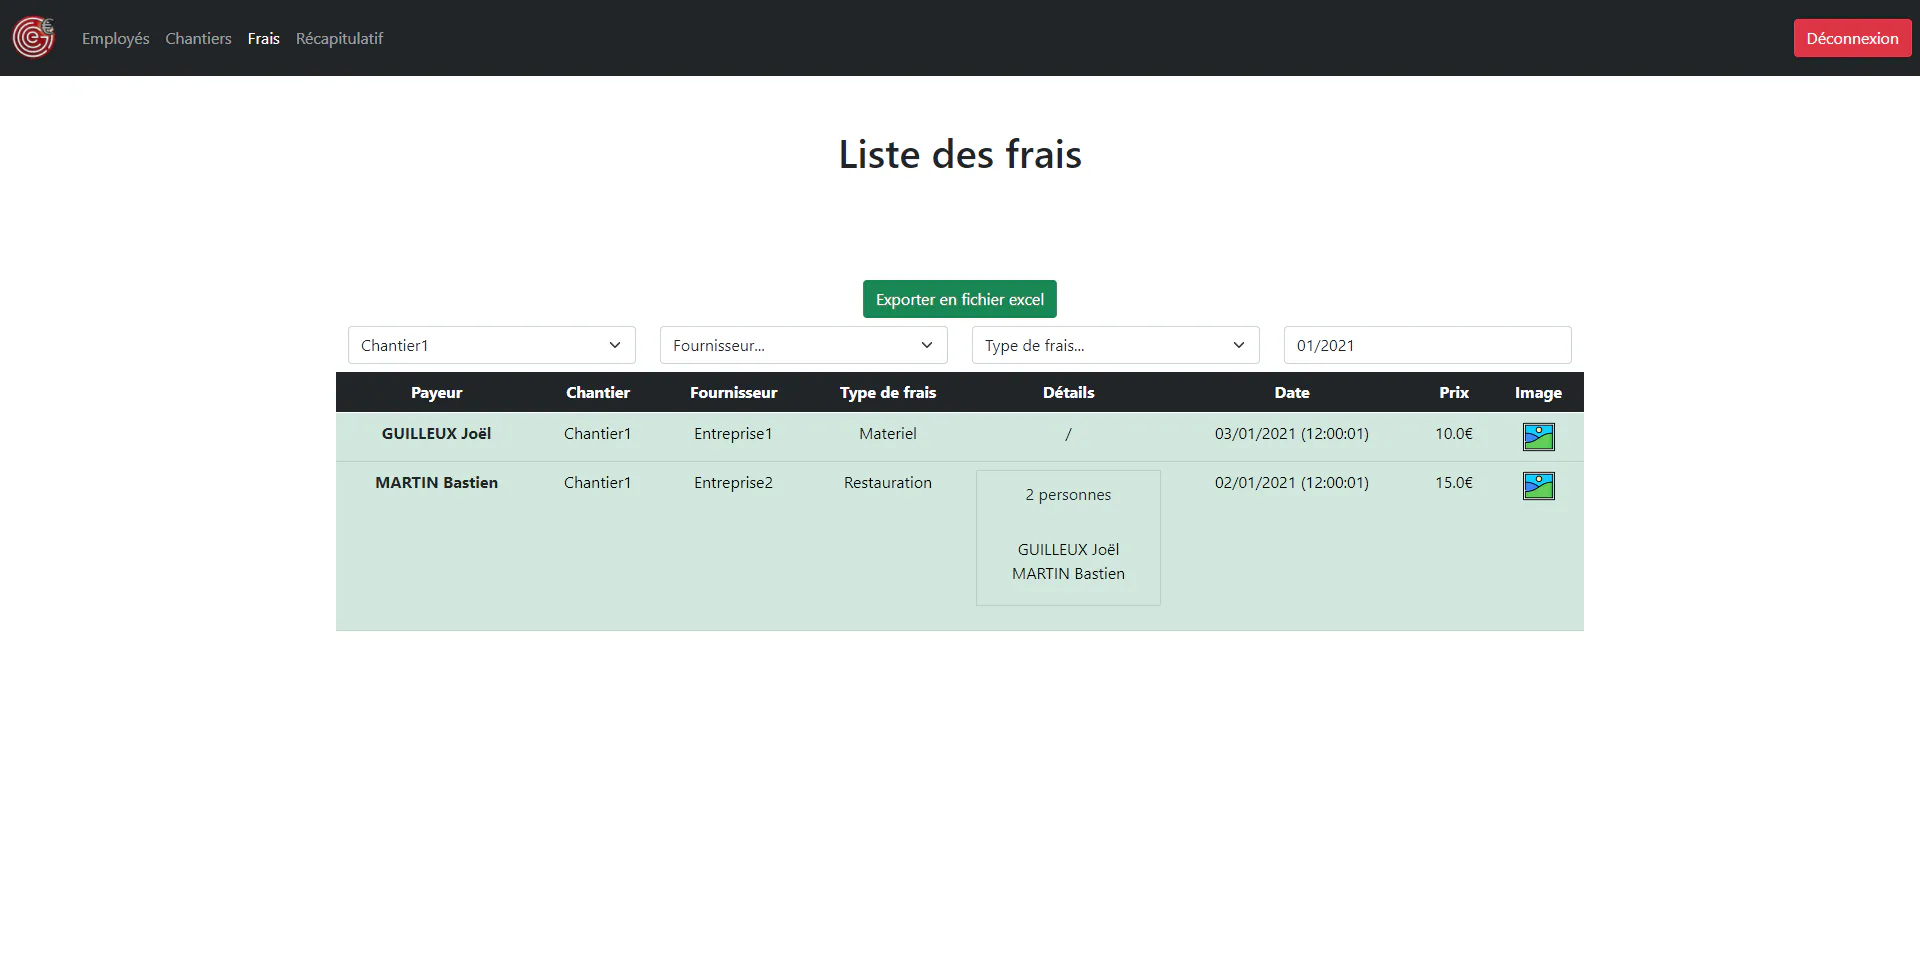 Employés Chantiers Frais Récapitulatif Déconnexion
Liste des frais
Exporter en fichier excel
Chantier1 Fournisseur... Type de frais... 01/2021
Payeur Chantier Fournisseur Type de frais Détails Date Prix Image
GUILLEUX Joël Chantier1 Entreprise1 Materiel / 03/01/2021 (12:00:01) 10.0€
MARTIN Bastien Chantier1 Entreprise2 Restauration 2 personnes 02/01/2021 (12:00:01) 15.0€
GUILLEUX Joël
MARTIN Bastien